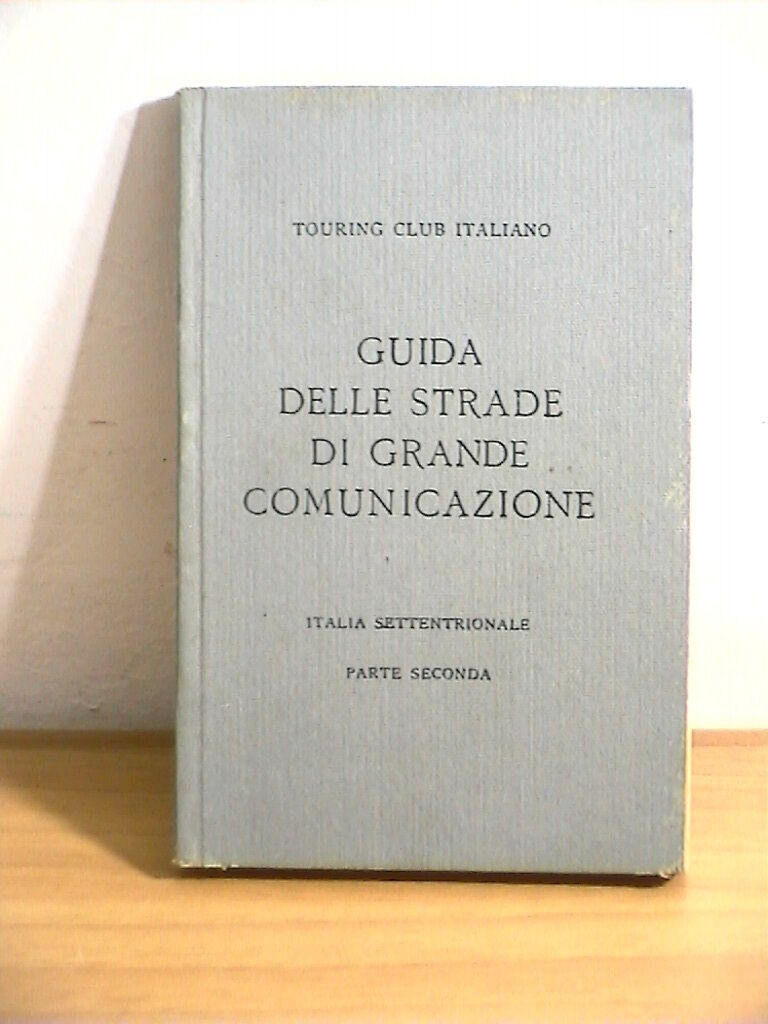 TOURING CLUB ITALIANO
GUIDA
DELLE STRADE
DI GRANDE
COMUNICAZIONE
ITALIA SETTENTRIONALE
PARTE SECONDA